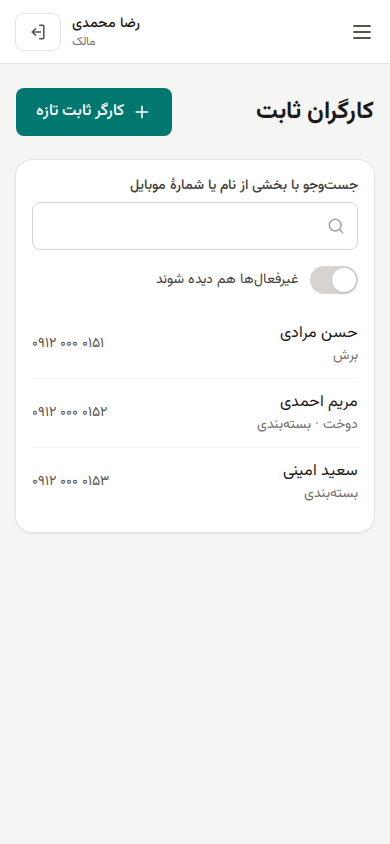 رضا محمدی
مالک
کارگران ثابت
کارگر ثابت تازه
جست‌وجو با بخشی از نام یا شمارهٔ موبایل
غیرفعال‌ها هم دیده شوند
حسن مرادی
برش
۰۹۱۲ ۰۰۰ ۰۱۵۱
مریم احمدی
دوخت · بسته‌بندی
۰۹۱۲ ۰۰۰ ۰۱۵۲
سعید امینی
بسته‌بندی
۰۹۱۲ ۰۰۰ ۰۱۵۳